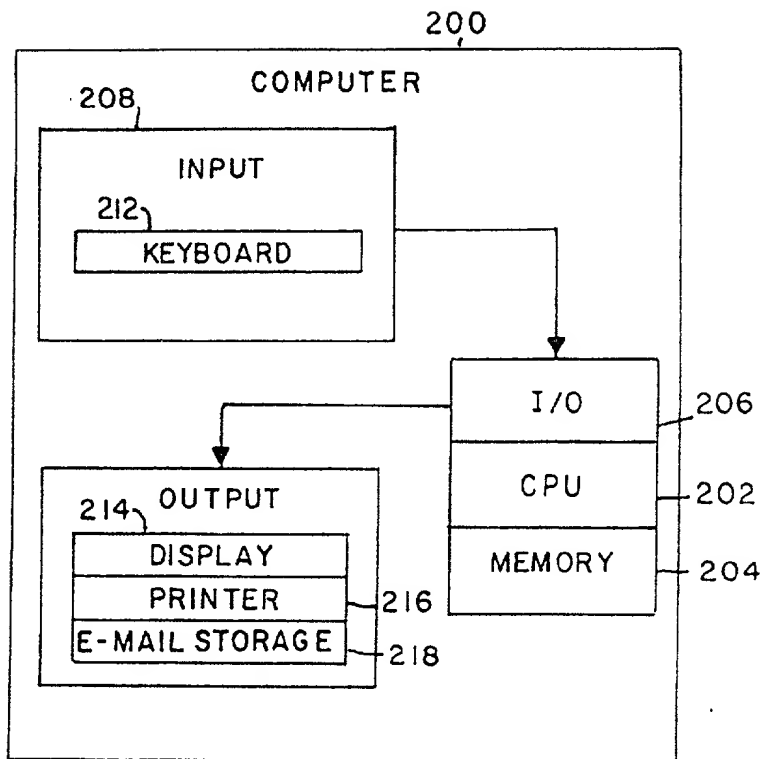 200
COMPUTER
208
INPUT
212
KEYBOARD
I/O
206
CPU
202
MEMORY
204
OUTPUT
214
DISPLAY
PRINTER
216
E-MAIL STORAGE
218